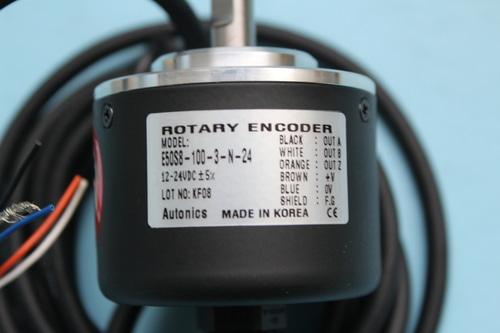 ROTARY ENCODER
MODEL:
E50S8-100-3-N-24
12-24VDC ±5%
LOT NO: KF08
BLACK : OUT A
WHITE : OUT B
ORANGE : OUT Z
BROWN : +V
BLUE : 0V
SHIELD : F.G
Autonics MADE IN KOREA CE